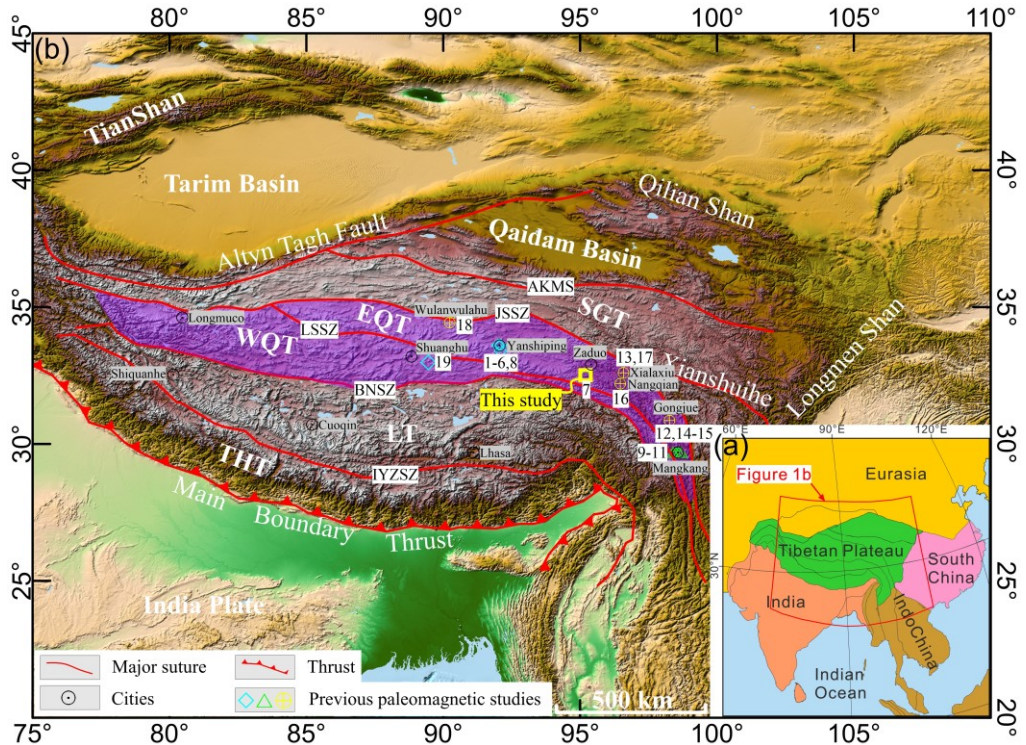 75° 80° 85° 90° 95° 100° 105° 110°
45°
(b)
TianShan
40°
40°
Tarim Basin
Qilian Shan
Altyn Tagh Fault
Qaidam Basin
AKMS
35°
35°
Wulanwulahu
JSSZ
SGT
Longmuco
EQT
18
LSSZ
WQT
Shuanghu
Yanshiping
Zaduo
13,17
Xianshuihe
Longmen Shan
19
1-6,8
Xialaxiu
Shiquanhe
BNSZ
7
Nangqian
This study
16
Gongjue
30°
30°
Cuoqin
LT
12,14-15
Lhasa
9-11
THT
IYZSZ
Mangkang
Main Boundary Thrust
25°
25°
India Plate
Major suture
Thrust
Cities
Previous paleomagnetic studies
500 km
20°
75° 80° 85° 90° 95° 100° 105° 110°
(a)
60°E 90°E 120°E
Figure 1b
Eurasia
Tibetan Plateau
South
China
30°N
India
IndoChina
Indian
Ocean